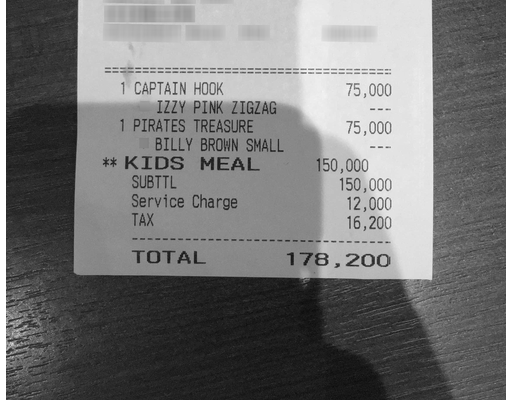 ================================
1 CAPTAIN HOOK 75,000
IZZY PINK ZIGZAG ---
1 PIRATES TREASURE 75,000
BILLY BROWN SMALL ---
** KIDS MEAL 150,000
SUBTTL 150,000
Service Charge 12,000
TAX 16,200
--------------------------------
TOTAL 178,200